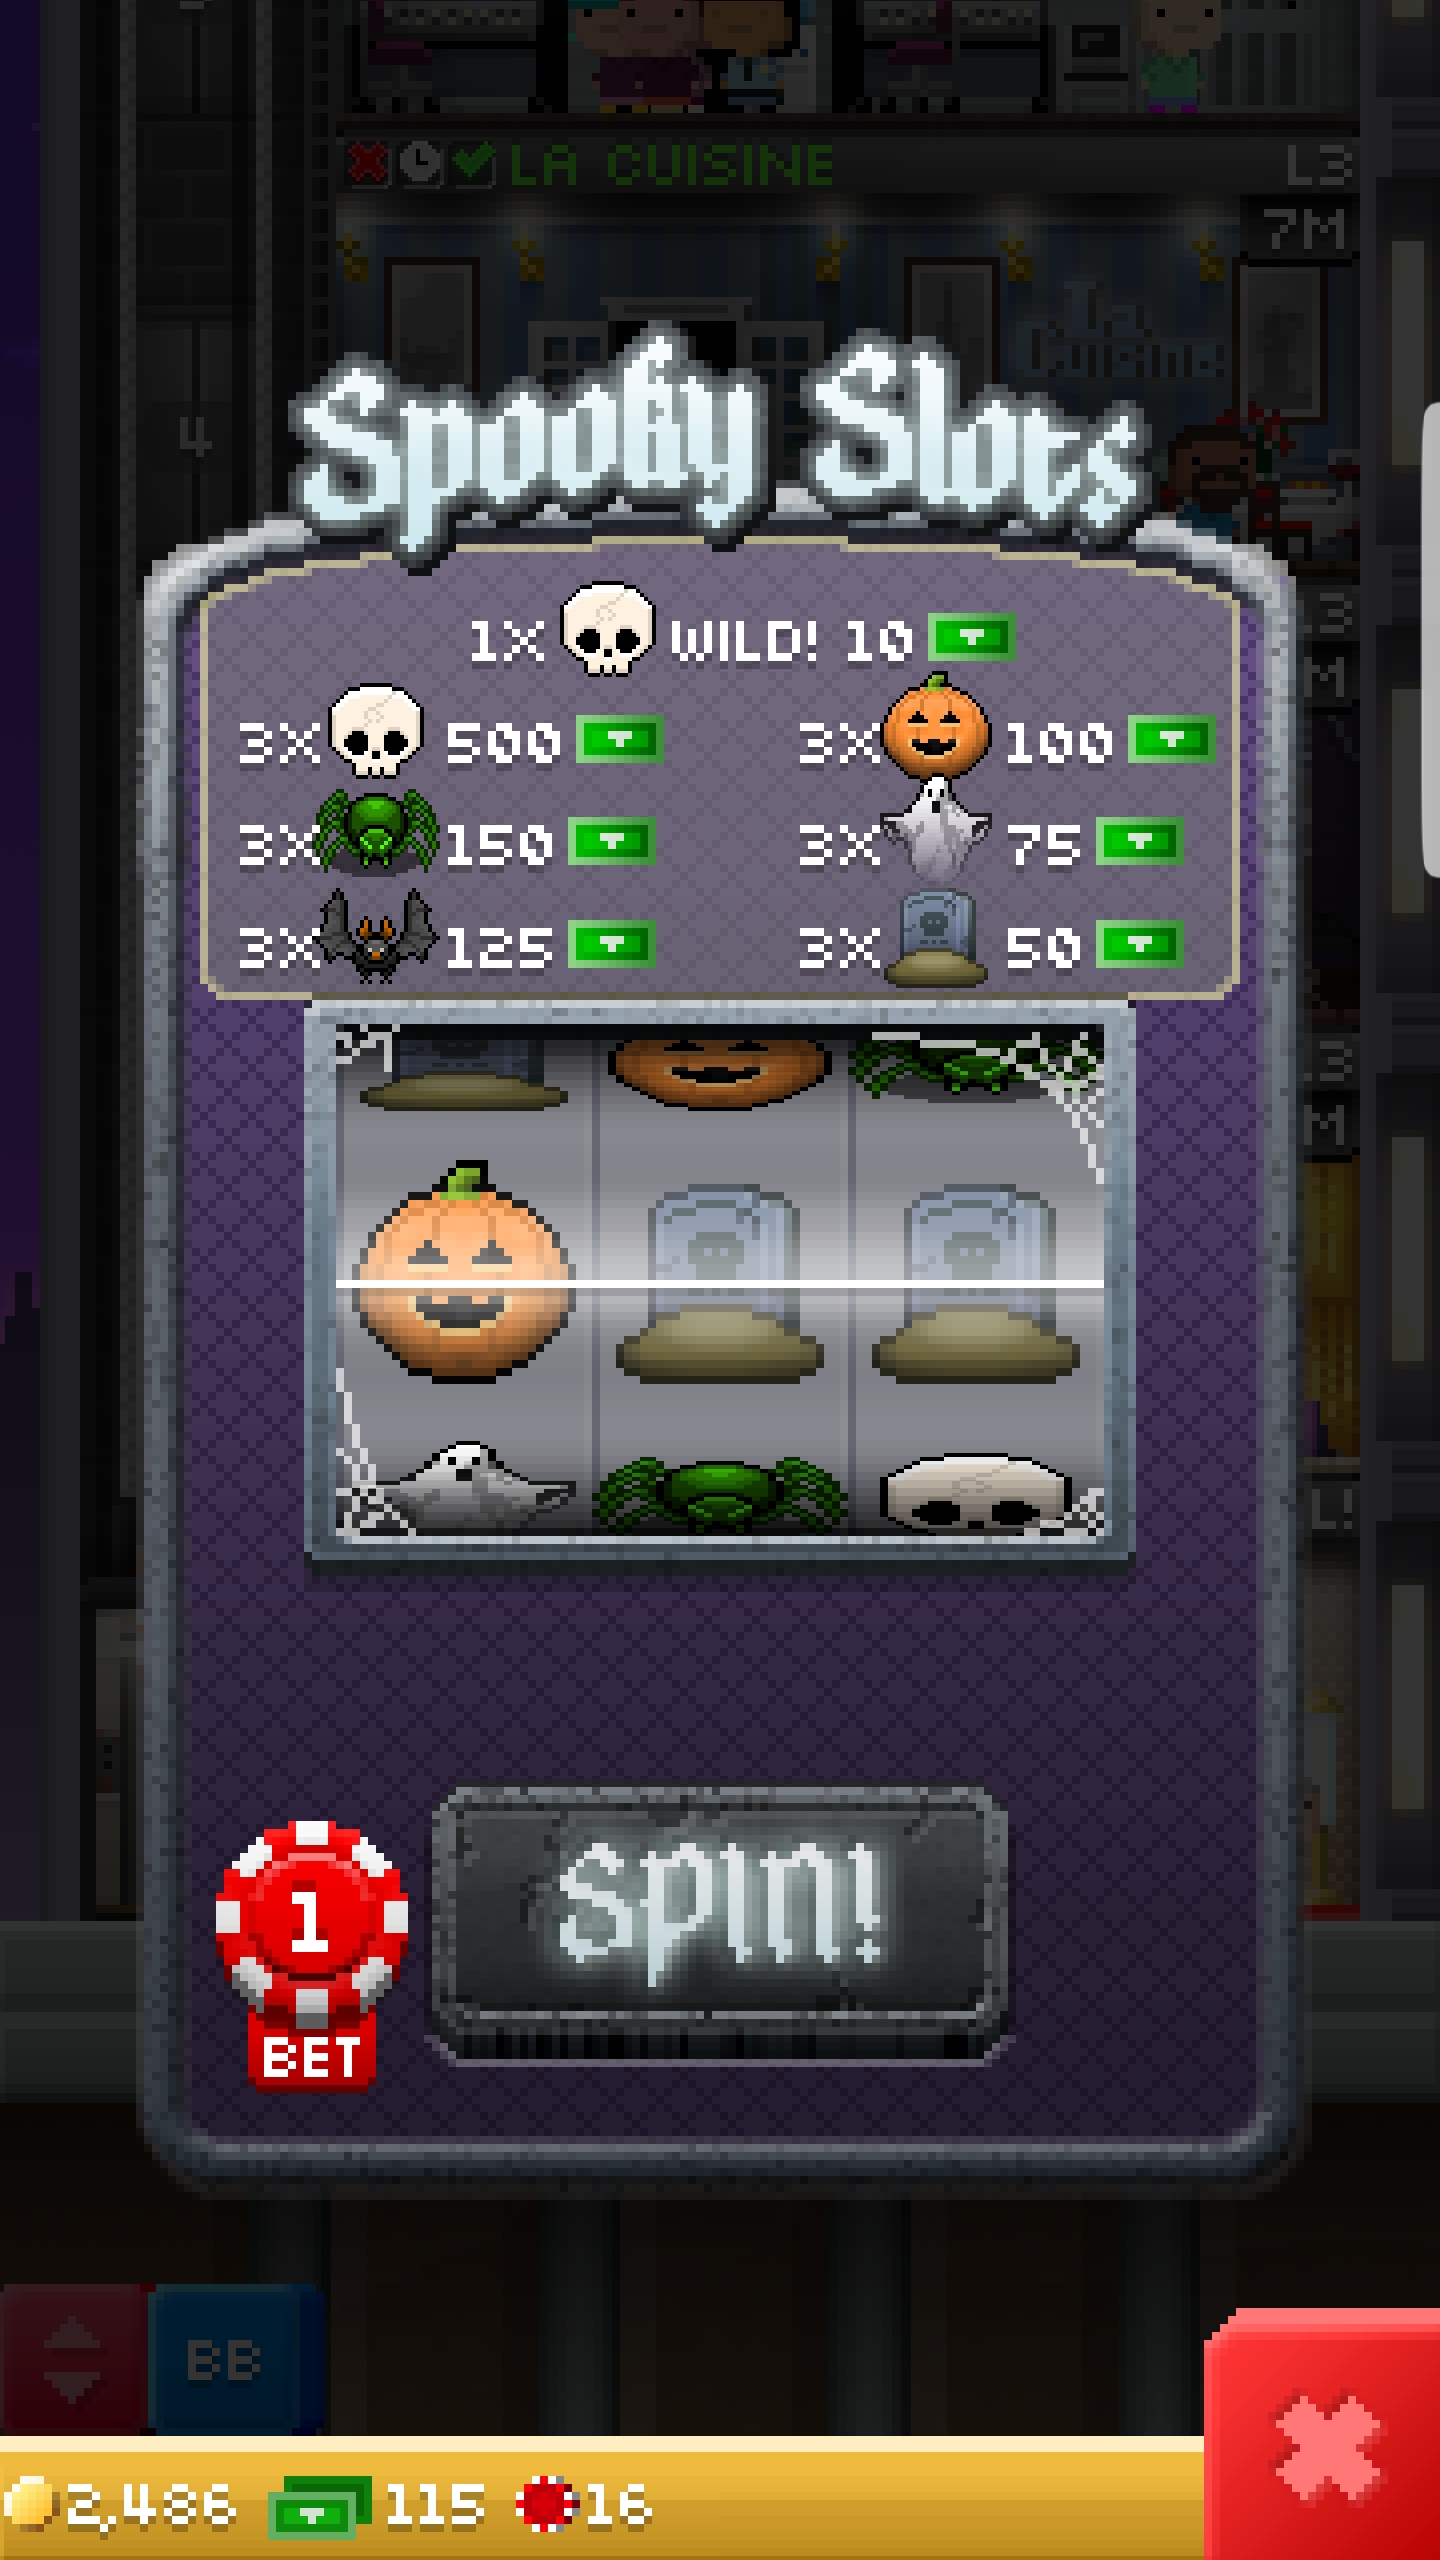 LA CUISINE L3
7M
La Cuisine
4
Spooky Slots
1X WILD! 10
3X 500 3X 100
3X 150 3X 75
3X 125 3X 50
SPIN!
1
BET
BB
2,486 115 16